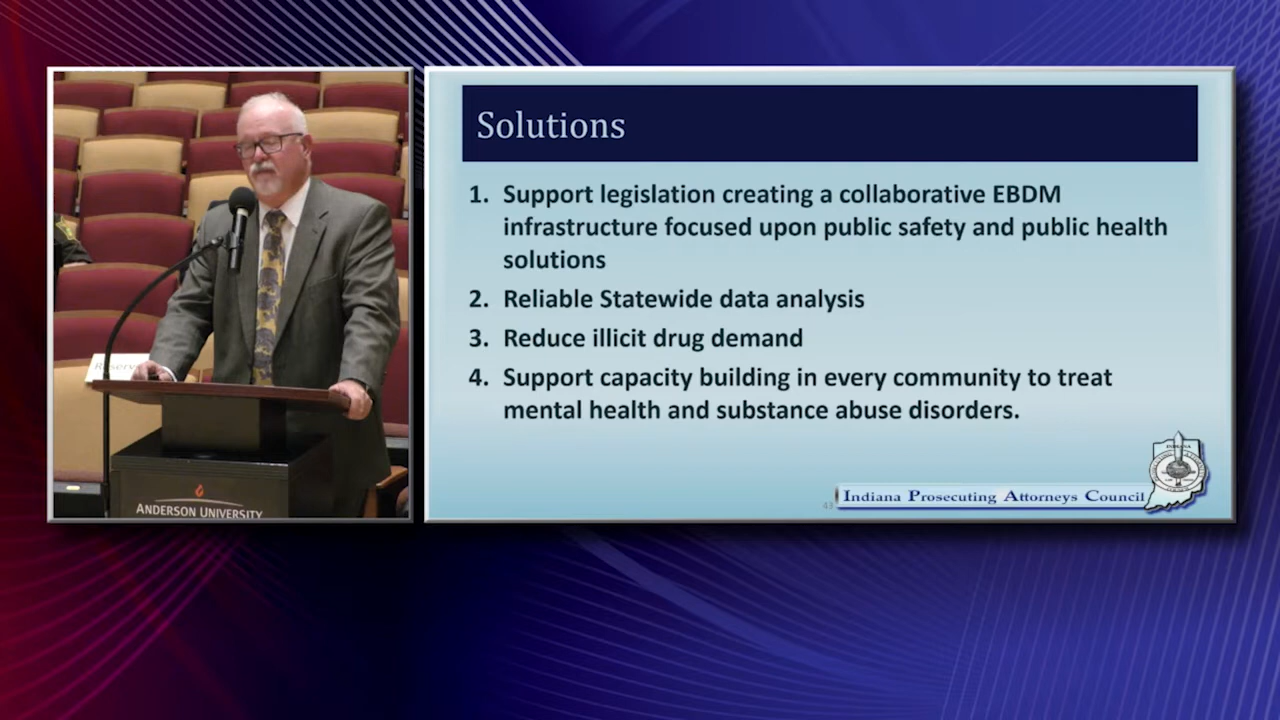 Solutions
1. Support legislation creating a collaborative EBDM
infrastructure focused upon public safety and public health
solutions
2. Reliable Statewide data analysis
3. Reduce illicit drug demand
4. Support capacity building in every community to treat
mental health and substance abuse disorders.
INDIANA
43
Indiana Prosecuting Attorneys Council
ANDERSON UNIVERSITY